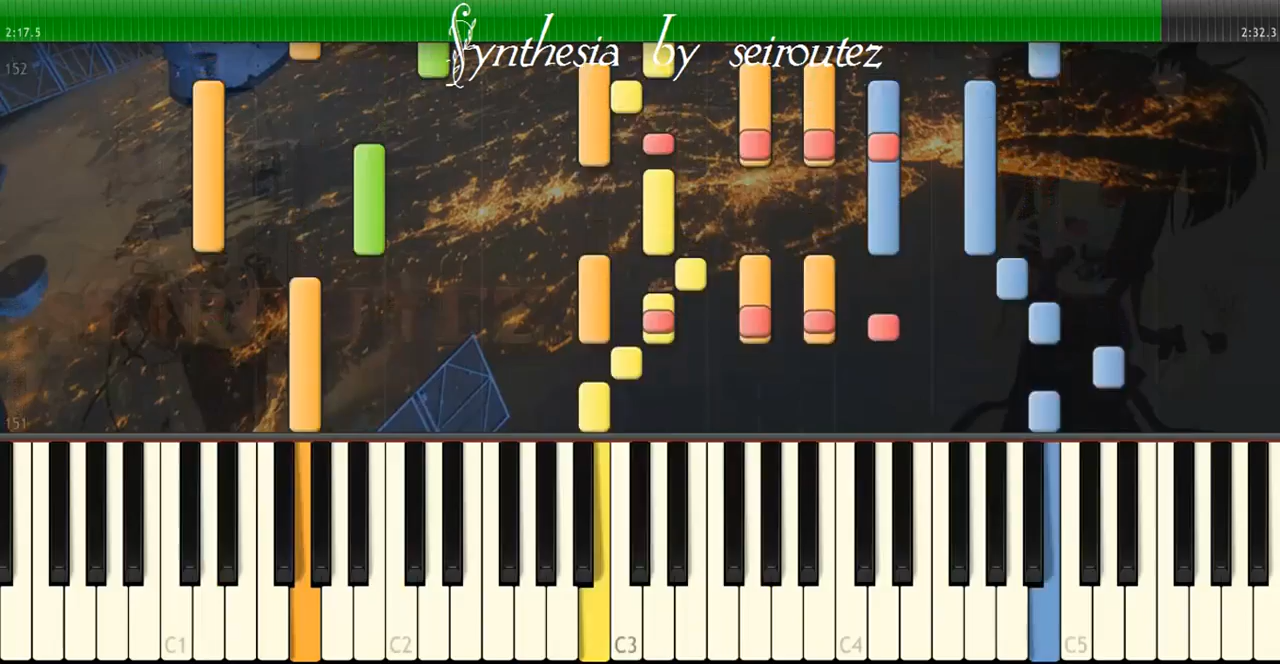 Synthesia by seiroutez
2:17.5
2:32.3
152
151
C1
C2
C3
C4
C5